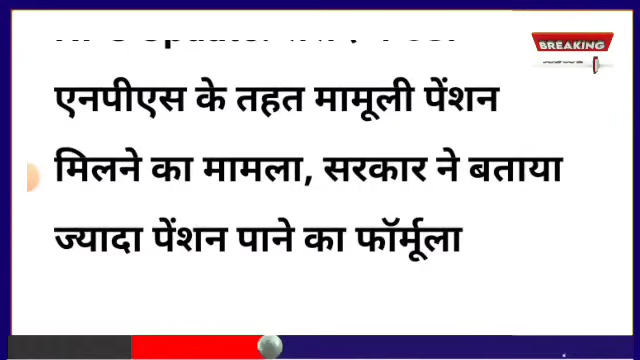 BREAKING
एनपीएस के तहत मामूली पेंशन
मिलने का मामला, सरकार ने बताया
ज्यादा पेंशन पाने का फॉर्मूला